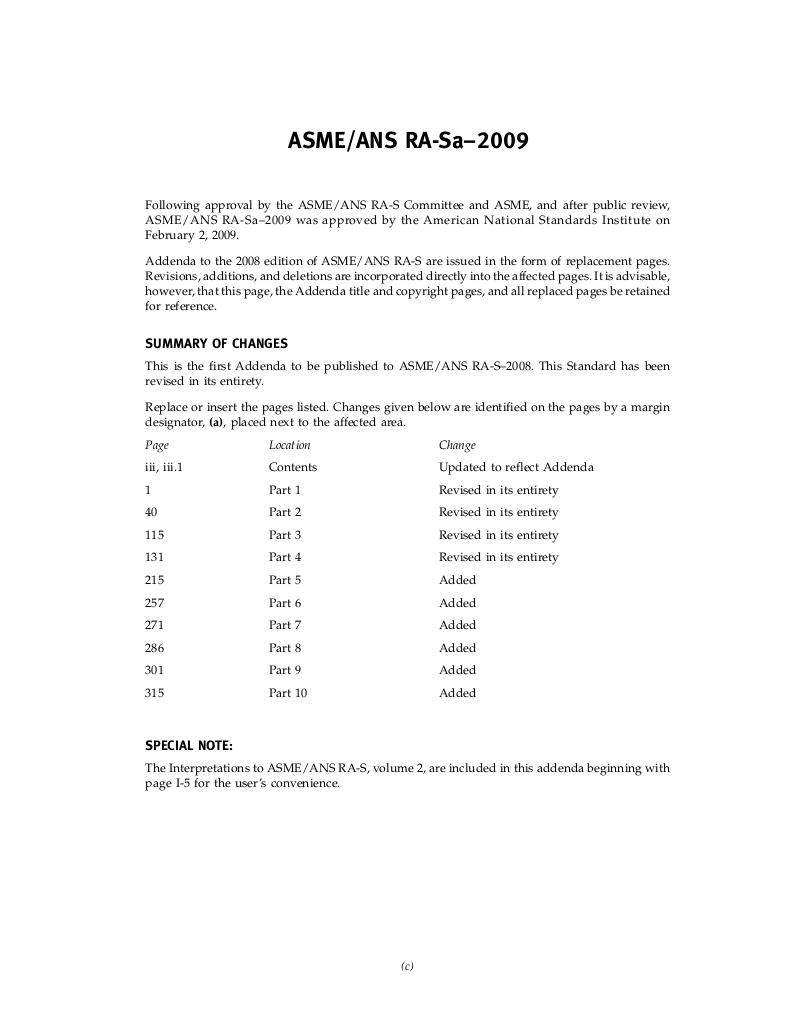 ASME/ANS RA-Sa–2009
Following approval by the ASME/ANS RA-S Committee and ASME, and after public review,
ASME/ANS RA-Sa–2009 was approved by the American National Standards Institute on
February 2, 2009.
Addenda to the 2008 edition of ASME/ANS RA-S are issued in the form of replacement pages.
Revisions, additions, and deletions are incorporated directly into the affected pages. It is advisable,
however, that this page, the Addenda title and copyright pages, and all replaced pages be retained
for reference.
SUMMARY OF CHANGES
This is the first Addenda to be published to ASME/ANS RA-S–2008. This Standard has been
revised in its entirety.
Replace or insert the pages listed. Changes given below are identified on the pages by a margin
designator, (a), placed next to the affected area.
Page Location Change
iii, iii.1 Contents Updated to reflect Addenda
1 Part 1 Revised in its entirety
40 Part 2 Revised in its entirety
115 Part 3 Revised in its entirety
131 Part 4 Revised in its entirety
215 Part 5 Added
257 Part 6 Added
271 Part 7 Added
286 Part 8 Added
301 Part 9 Added
315 Part 10 Added
SPECIAL NOTE:
The Interpretations to ASME/ANS RA-S, volume 2, are included in this addenda beginning with
page I-5 for the user's convenience.
(c)